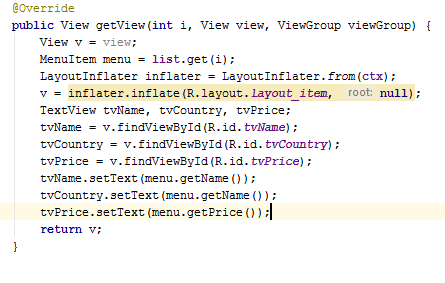 @Override
public View getView(int i, View view, ViewGroup viewGroup) {
View v = view;
MenuItem menu = list.get(i);
LayoutInflater inflater = LayoutInflater.from(ctx);
v = inflater.inflate(R.layout.layout_item, root: null);
TextView tvName, tvCountry, tvPrice;
tvName = v.findViewById(R.id.tvName);
tvCountry = v.findViewById(R.id.tvCountry);
tvPrice = v.findViewById(R.id.tvPrice);
tvName.setText(menu.getName());
tvCountry.setText(menu.getName());
tvPrice.setText(menu.getPrice());
return v;
}